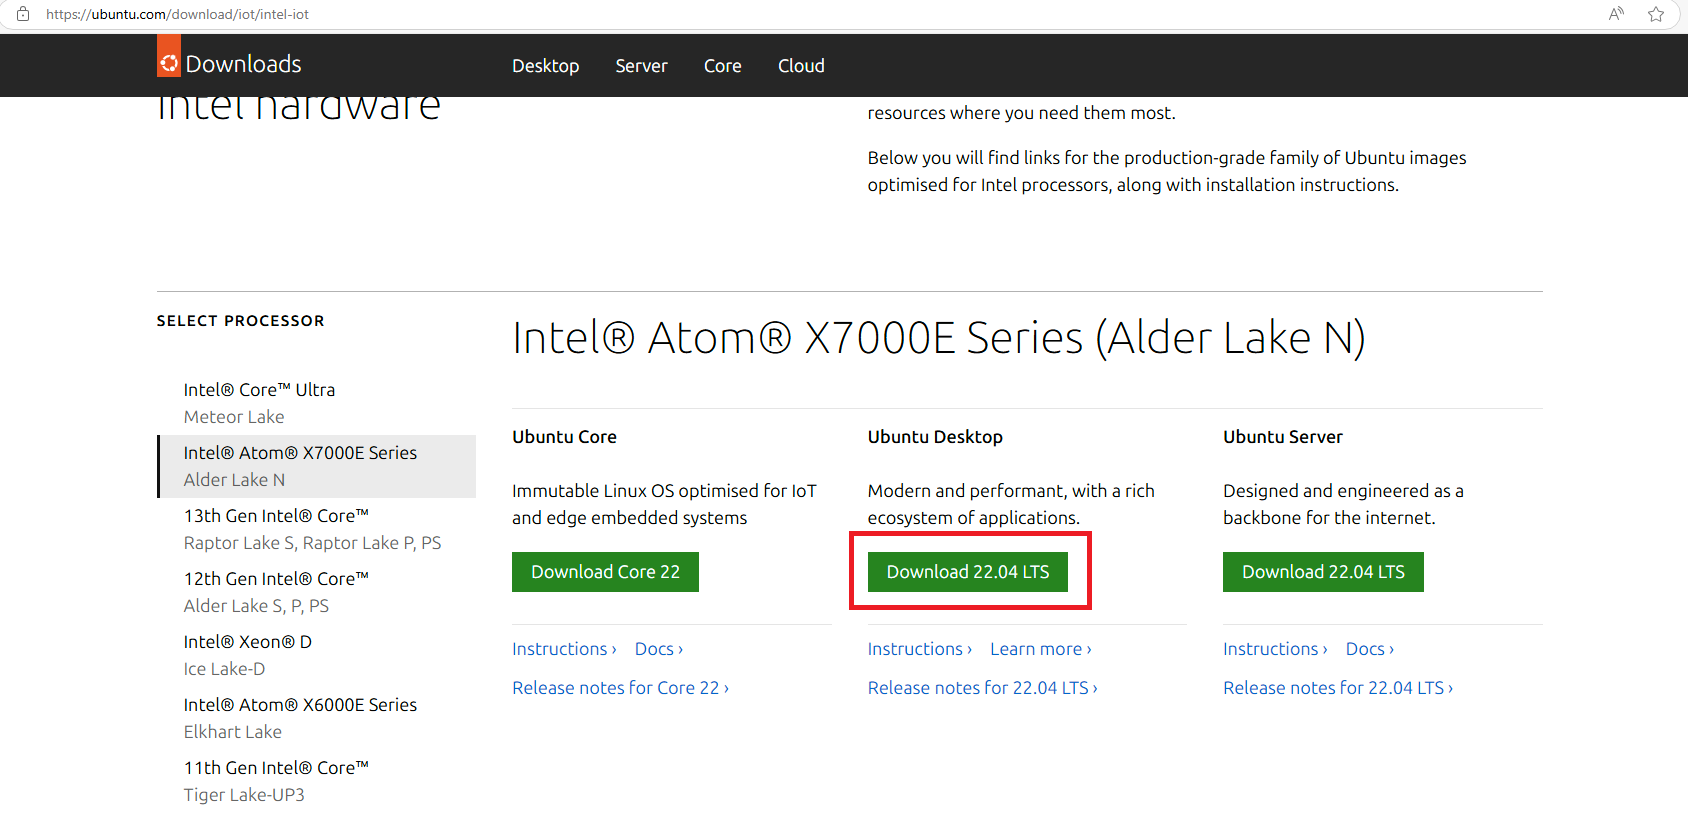 https://ubuntu.com/download/iot/intel-iot
Downloads
Desktop
Server
Core
Cloud
Intel hardware
resources where you need them most.
Below you will find links for the production-grade family of Ubuntu images
optimised for Intel processors, along with installation instructions.
SELECT PROCESSOR
Intel® Core™ Ultra
Meteor Lake
Intel® Atom® X7000E Series
Alder Lake N
13th Gen Intel® Core™
Raptor Lake S, Raptor Lake P, PS
12th Gen Intel® Core™
Alder Lake S, P, PS
Intel® Xeon® D
Ice Lake-D
Intel® Atom® X6000E Series
Elkhart Lake
11th Gen Intel® Core™
Tiger Lake-UP3
Intel® Atom® X7000E Series (Alder Lake N)
Ubuntu Core
Immutable Linux OS optimised for IoT
and edge embedded systems
Download Core 22
Instructions ›
Docs ›
Release notes for Core 22 ›
Ubuntu Desktop
Modern and performant, with a rich
ecosystem of applications.
Download 22.04 LTS
Instructions ›
Learn more ›
Release notes for 22.04 LTS ›
Ubuntu Server
Designed and engineered as a
backbone for the internet.
Download 22.04 LTS
Instructions ›
Docs ›
Release notes for 22.04 LTS ›